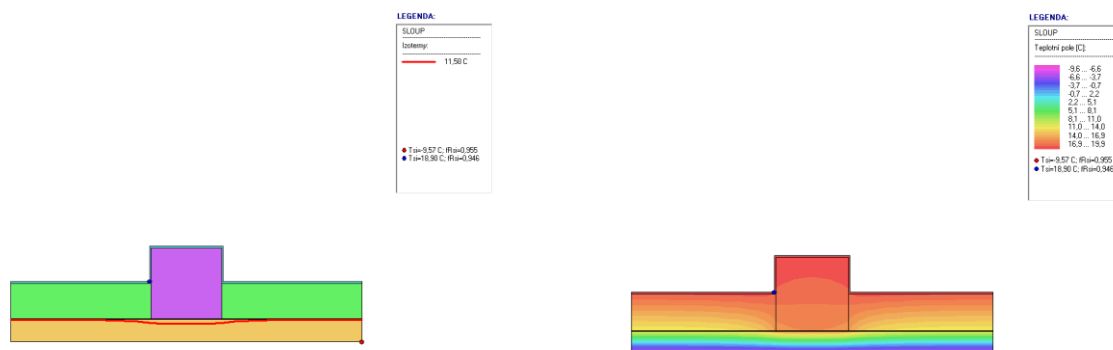 LEGENDA:
SLOUP
Izotermy:
11,58 C
Tsi=-9,57 C; fRsi=0,955
Tsi=18,90 C; fRsi=0,946
LEGENDA:
SLOUP
Teplotní pole [C]:
-9,6 ... -6,6
-6,6 ... -3,7
-3,7 ... -0,7
-0,7 ... 2,2
2,2 ... 5,1
5,1 ... 8,1
8,1 ... 11,0
11,0 ... 14,0
14,0 ... 16,9
16,9 ... 19,9
Tsi=-9,57 C; fRsi=0,955
Tsi=18,90 C; fRsi=0,946